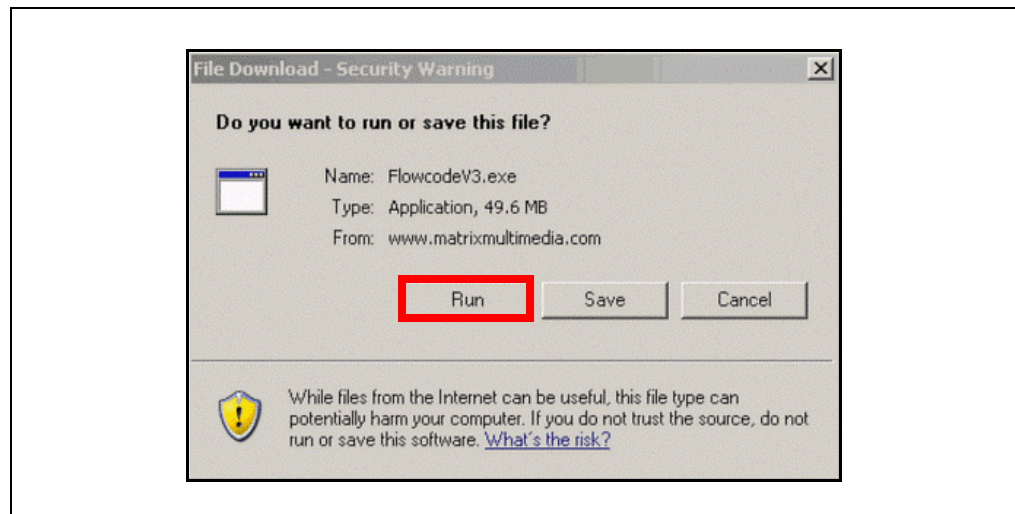 File Download - Security Warning
Do you want to run or save this file?
Name: FlowcodeV3.exe
Type: Application, 49.6 MB
From: www.matrixmultimedia.com
Run Save Cancel
While files from the Internet can be useful, this file type can
potentially harm your computer. If you do not trust the source, do not
run or save this software. What's the risk?